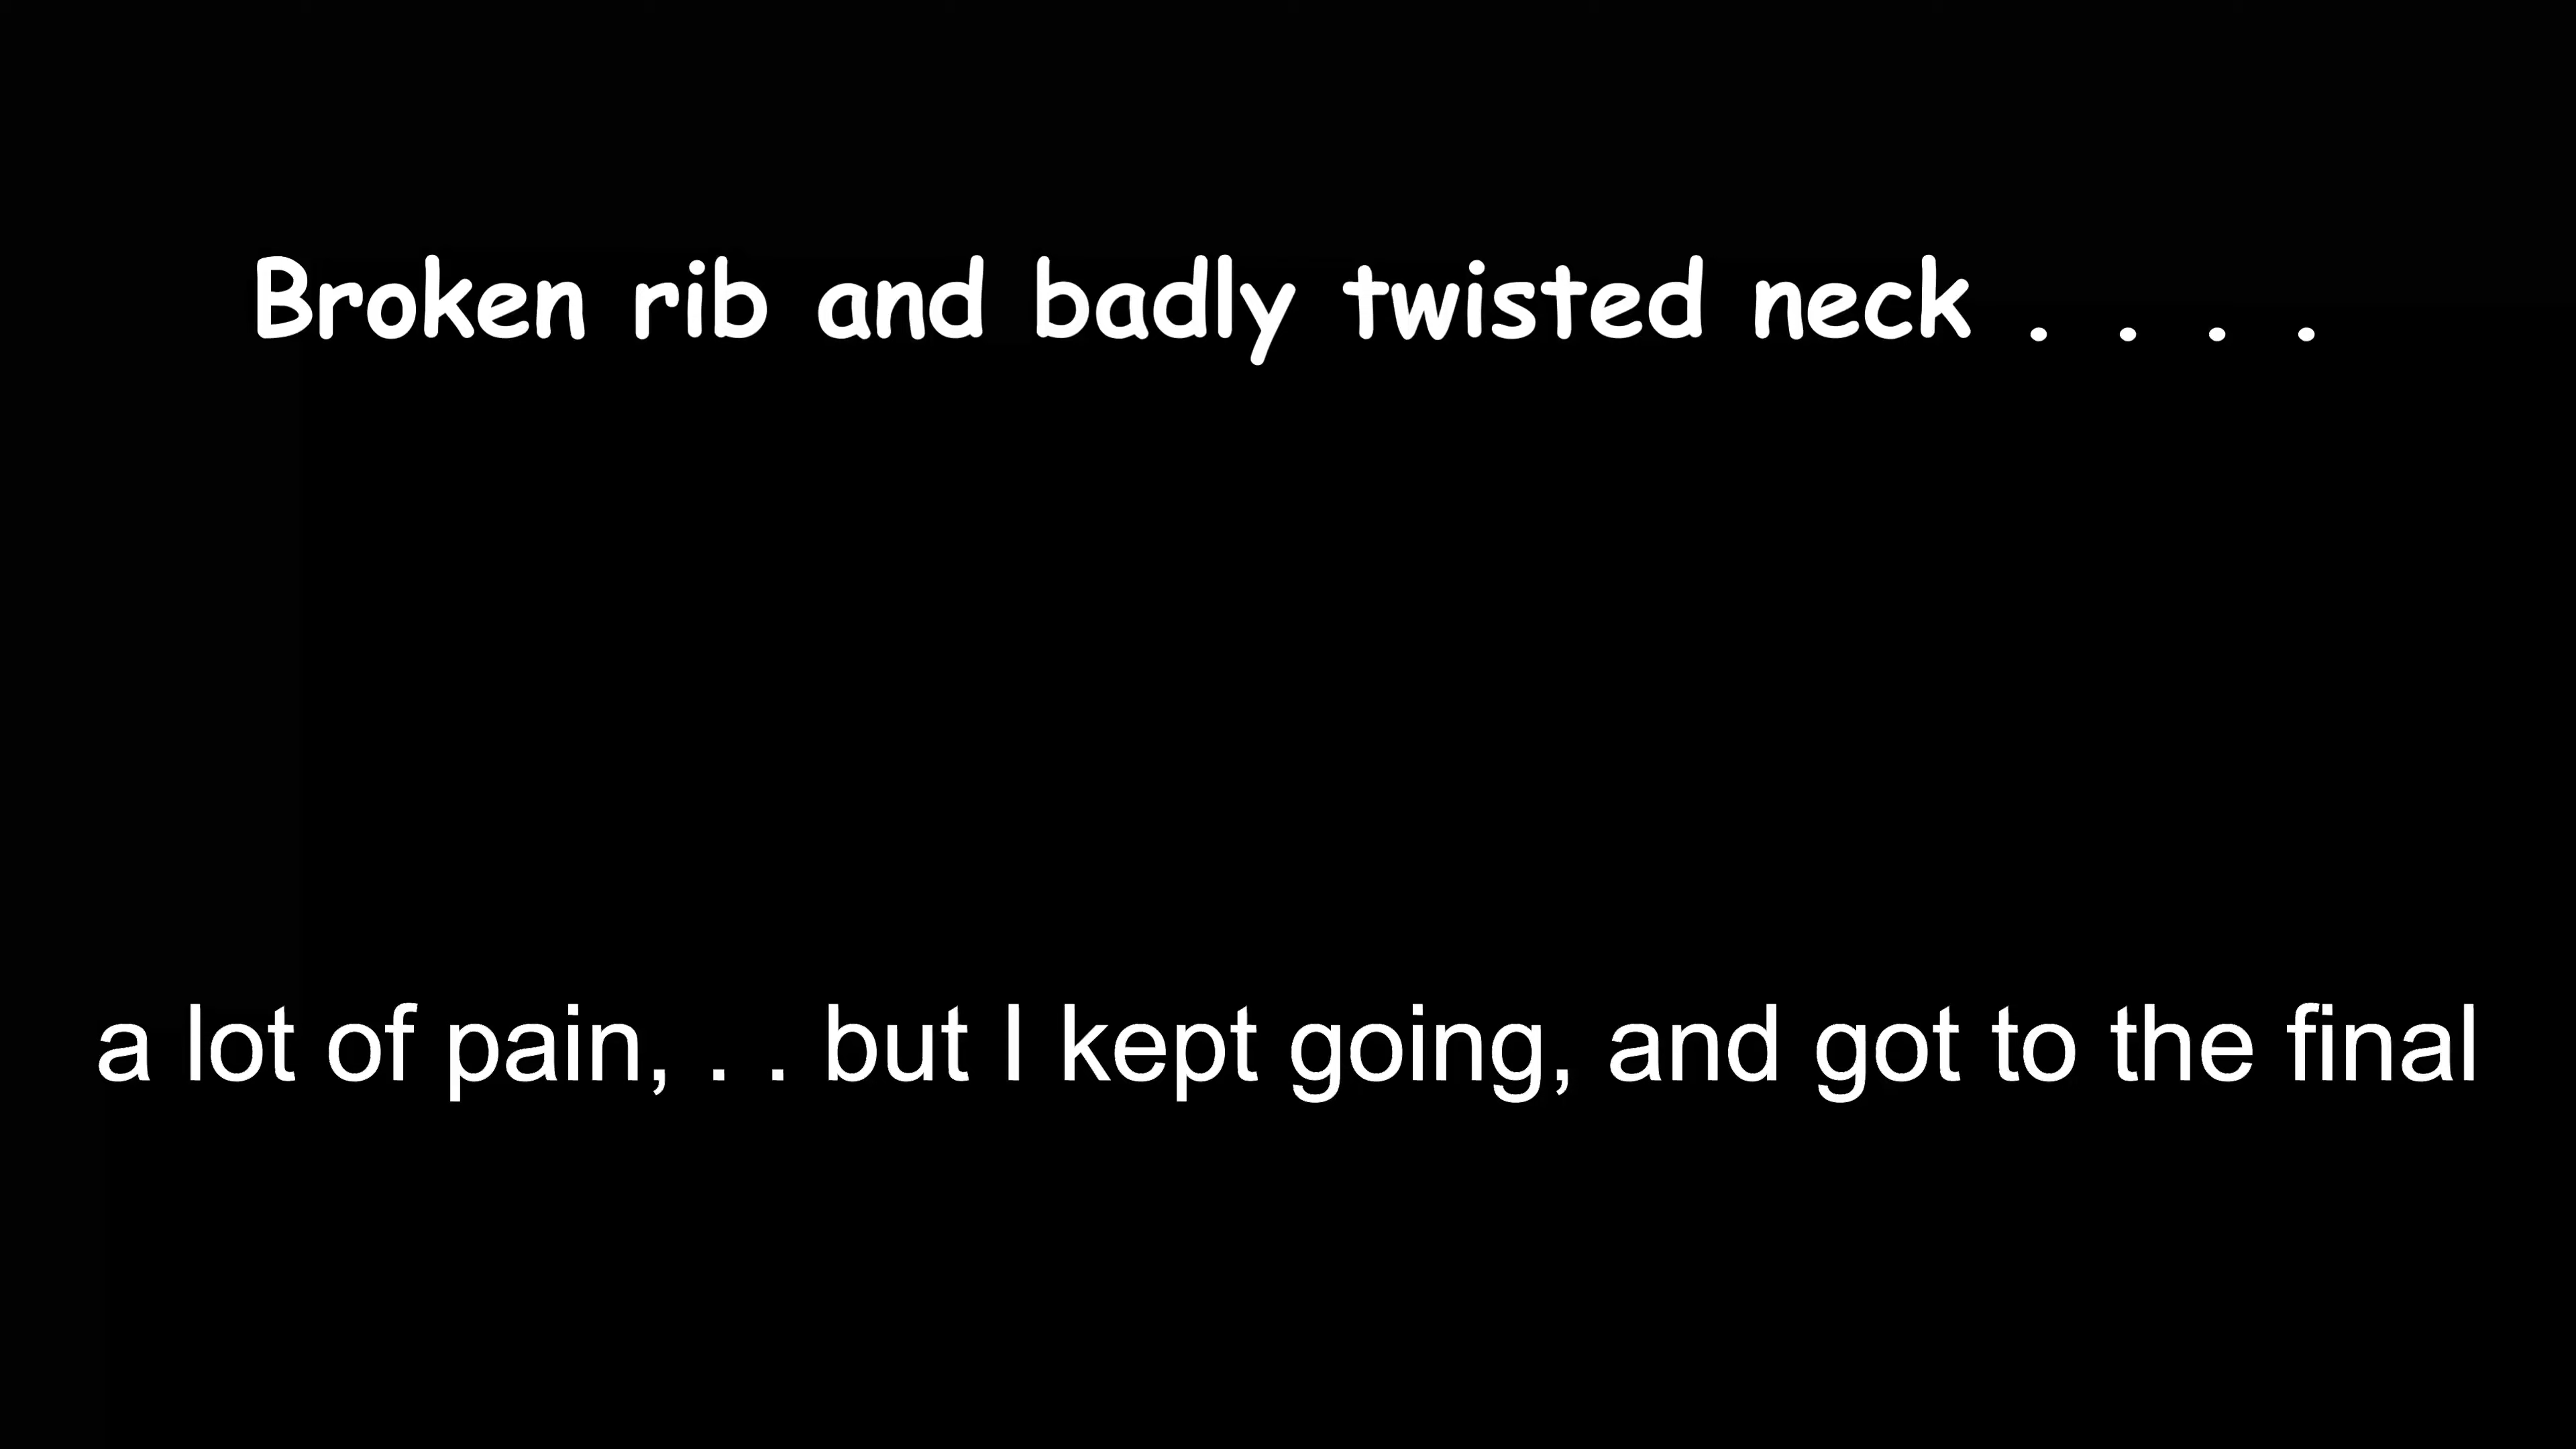 Broken rib and badly twisted neck . . . .
a lot of pain, . . but I kept going, and got to the final